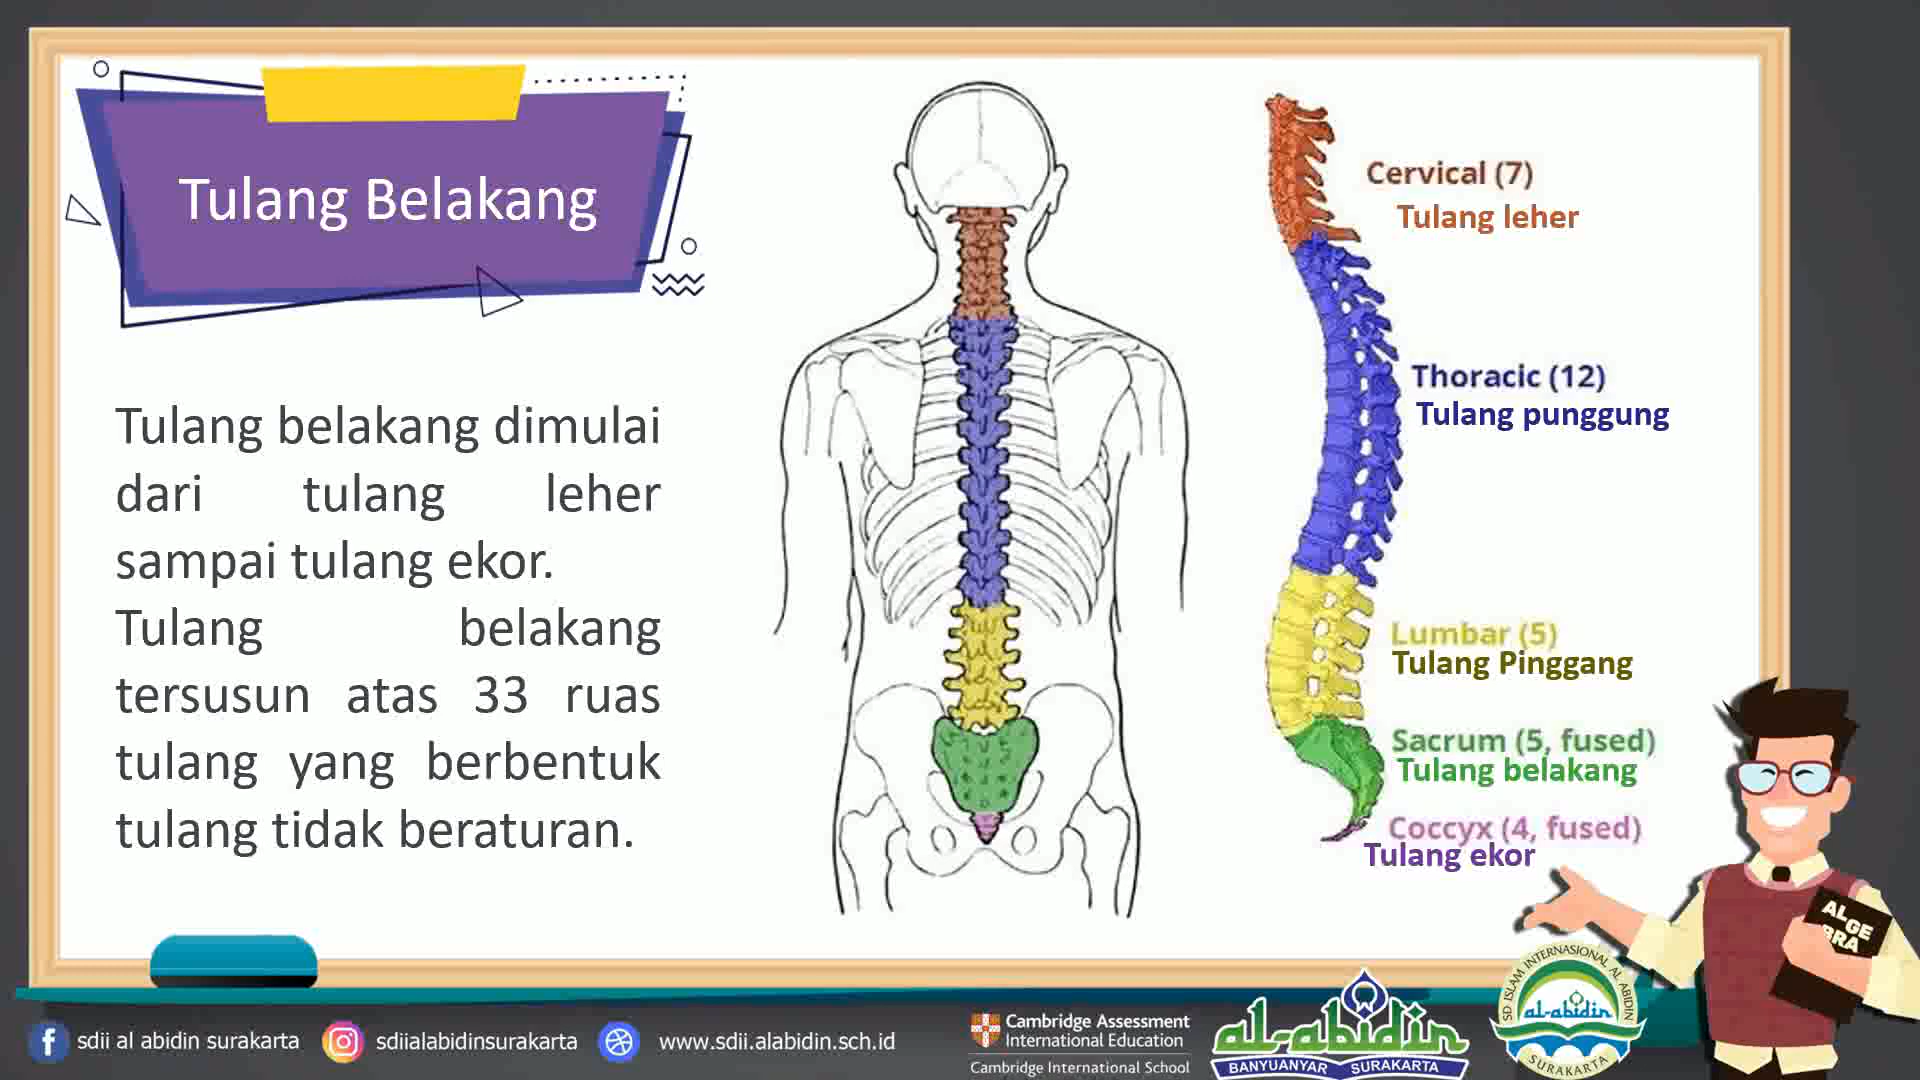 Tulang Belakang
Tulang belakang dimulai
dari tulang leher
sampai tulang ekor.
Tulang belakang
tersusun atas 33 ruas
tulang yang berbentuk
tulang tidak beraturan.
Cervical (7)
Tulang leher
Thoracic (12)
Tulang punggung
Lumbar (5)
Tulang Pinggang
Sacrum (5, fused)
Tulang belakang
Coccyx (4, fused)
Tulang ekor
ALGE
BRA
sdii al abidin surakarta
sdiialabidinsurakarta
www.sdii.alabidin.sch.id
Cambridge Assessment
International Education
Cambridge International School
al-abidin
BANYUANYAR SURAKARTA
SD ISLAM INTERNASIONAL AL ABIDIN
al-abidin
SURAKARTA